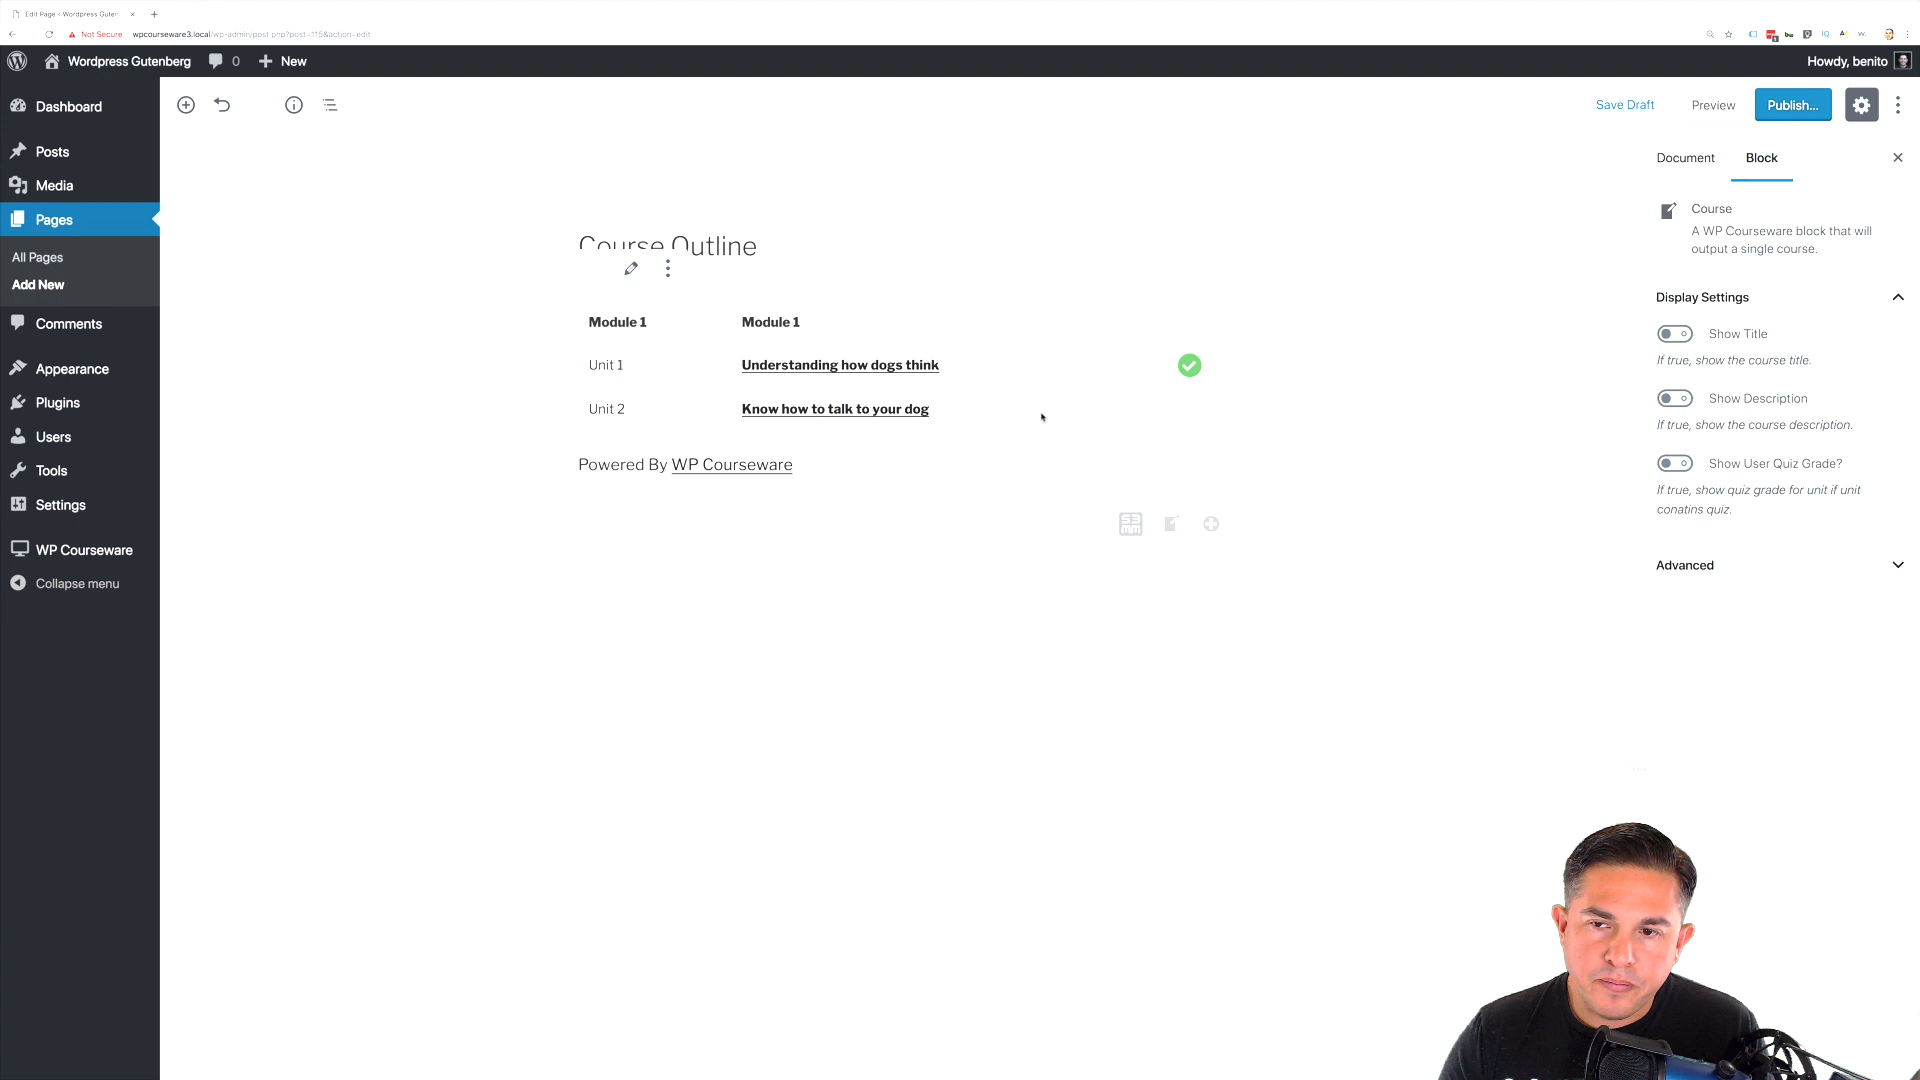 Edit Page ‹ Wordpress Guter
Not Secure
wpcourseware3.local/wp-admin/post.php?post=115&action=edit
Wordpress Gutenberg
0
New
Howdy, benito
Dashboard
Posts
Media
Pages
All Pages
Add New
Comments
Appearance
Plugins
Users
Tools
Settings
WP Courseware
Collapse menu
Save Draft
Preview
Publish...
Course Outline
Module 1
Module 1
Unit 1
Understanding how dogs think
Unit 2
Know how to talk to your dog
Powered By WP Courseware
Document
Block
Course
A WP Courseware block that will
output a single course.
Display Settings
Show Title
If true, show the course title.
Show Description
If true, show the course description.
Show User Quiz Grade?
If true, show quiz grade for unit if unit
conatins quiz.
Advanced